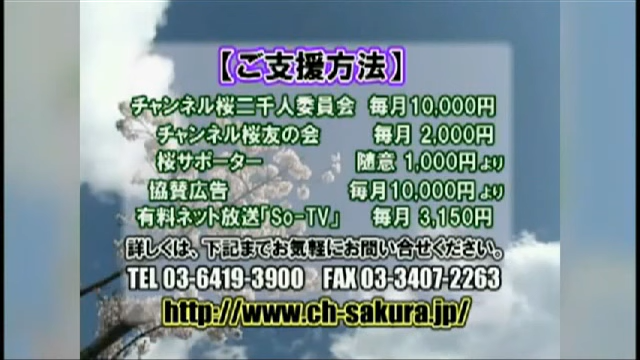 【ご支援方法】
チャンネル桜二千人委員会 毎月10,000円
チャンネル桜友の会 毎月 2,000円
桜サポーター 随意 1,000円より
協賛広告 毎月10,000円より
有料ネット放送「So-TV」 毎月 3,150円
詳しくは、下記までお気軽にお問い合せください。
TEL 03-6419-3900 FAX 03-3407-2263
http://www.ch-sakura.jp/